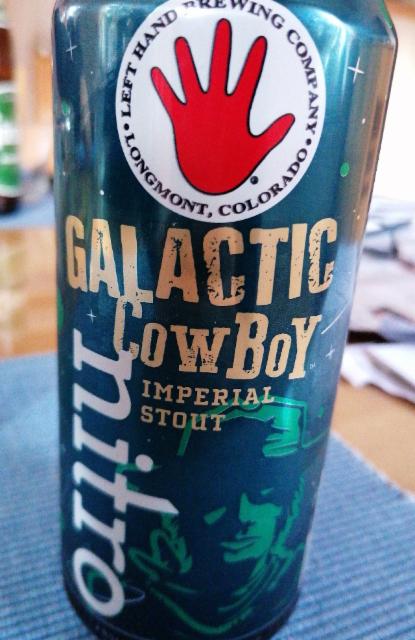 LEFT HAND BREWING COMPANY
• LONGMONT, COLORADO •
GALACTIC
COWBOY
IMPERIAL
STOUT
nitro